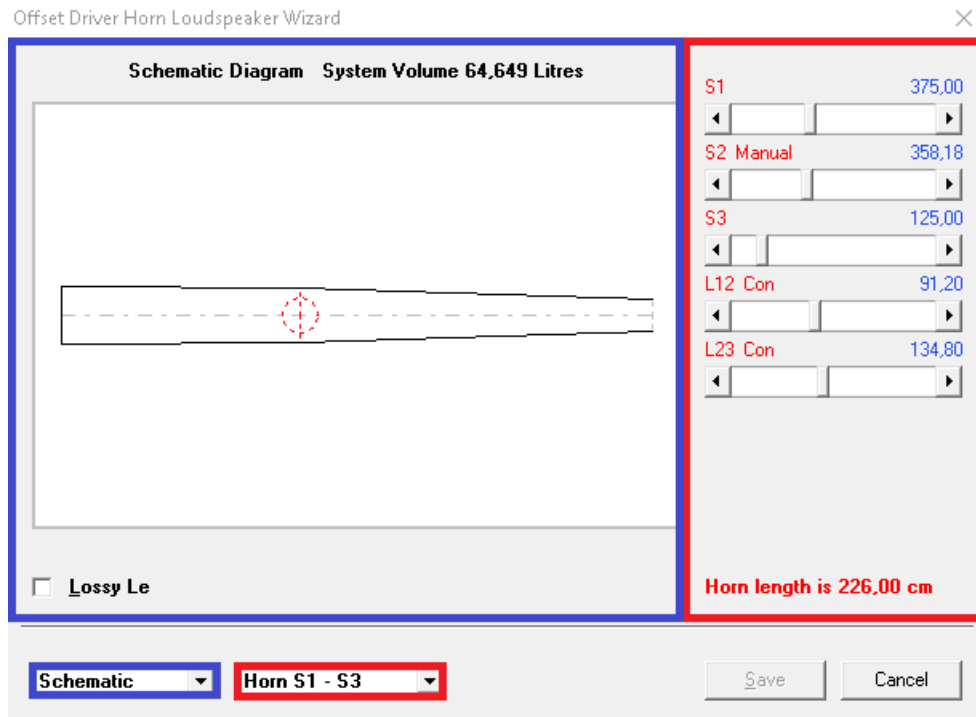 Offset Driver Horn Loudspeaker Wizard
Schematic Diagram System Volume 64,649 Litres
S1 375,00
S2 Manual 358,18
S3 125,00
L12 Con 91,20
L23 Con 134,80
Lossy Le
Horn length is 226,00 cm
Schematic
Horn S1 - S3
Save
Cancel